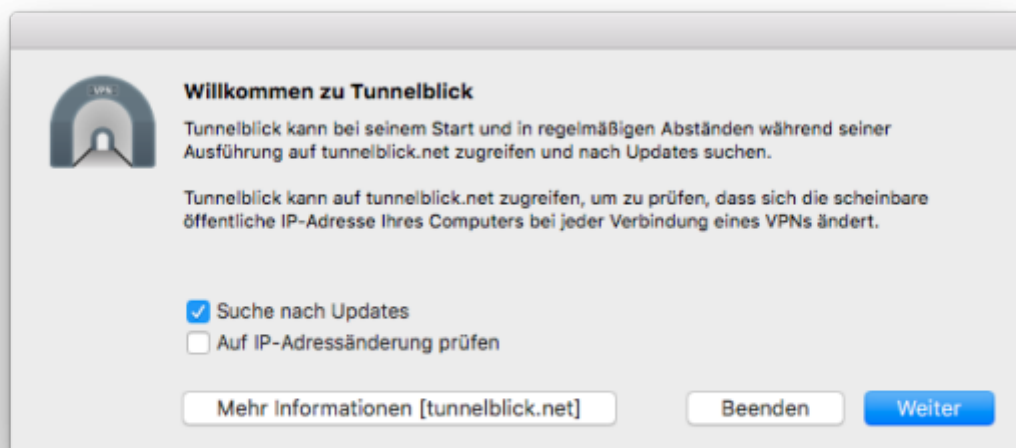 VPN
Willkommen zu Tunnelblick
Tunnelblick kann bei seinem Start und in regelmäßigen Abständen während seiner
Ausführung auf tunnelblick.net zugreifen und nach Updates suchen.
Tunnelblick kann auf tunnelblick.net zugreifen, um zu prüfen, dass sich die scheinbare
öffentliche IP-Adresse Ihres Computers bei jeder Verbindung eines VPNs ändert.
Suche nach Updates
Auf IP-Adressänderung prüfen
Mehr Informationen [tunnelblick.net]
Beenden
Weiter